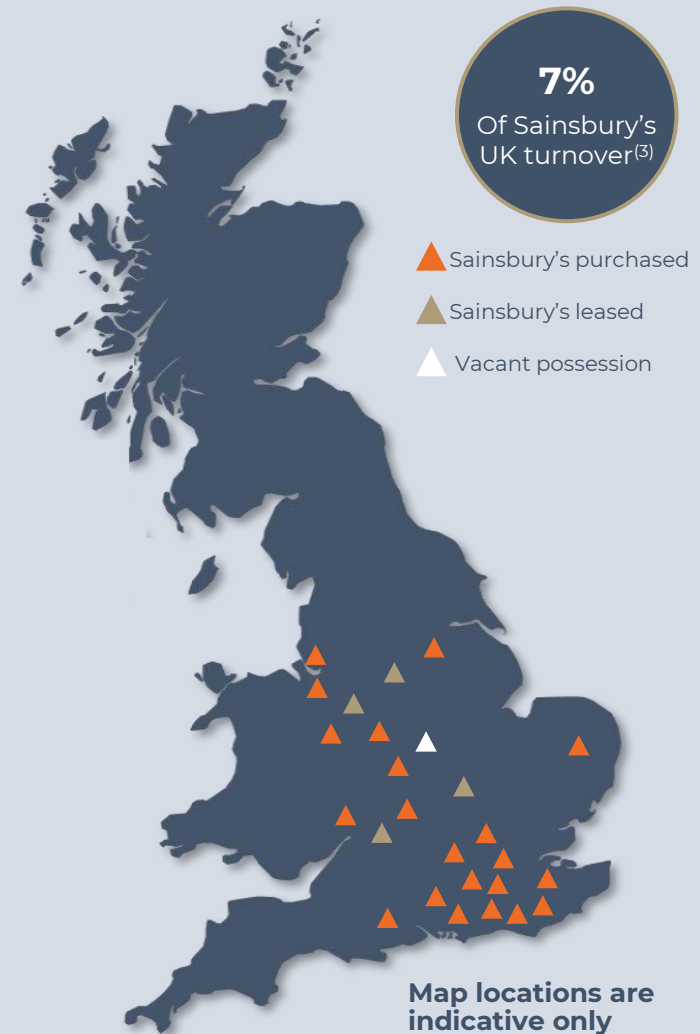 7%
Of Sainsbury's
UK turnover(3)
Sainsbury's purchased
Sainsbury's leased
Vacant possession
Map locations are
indicative only